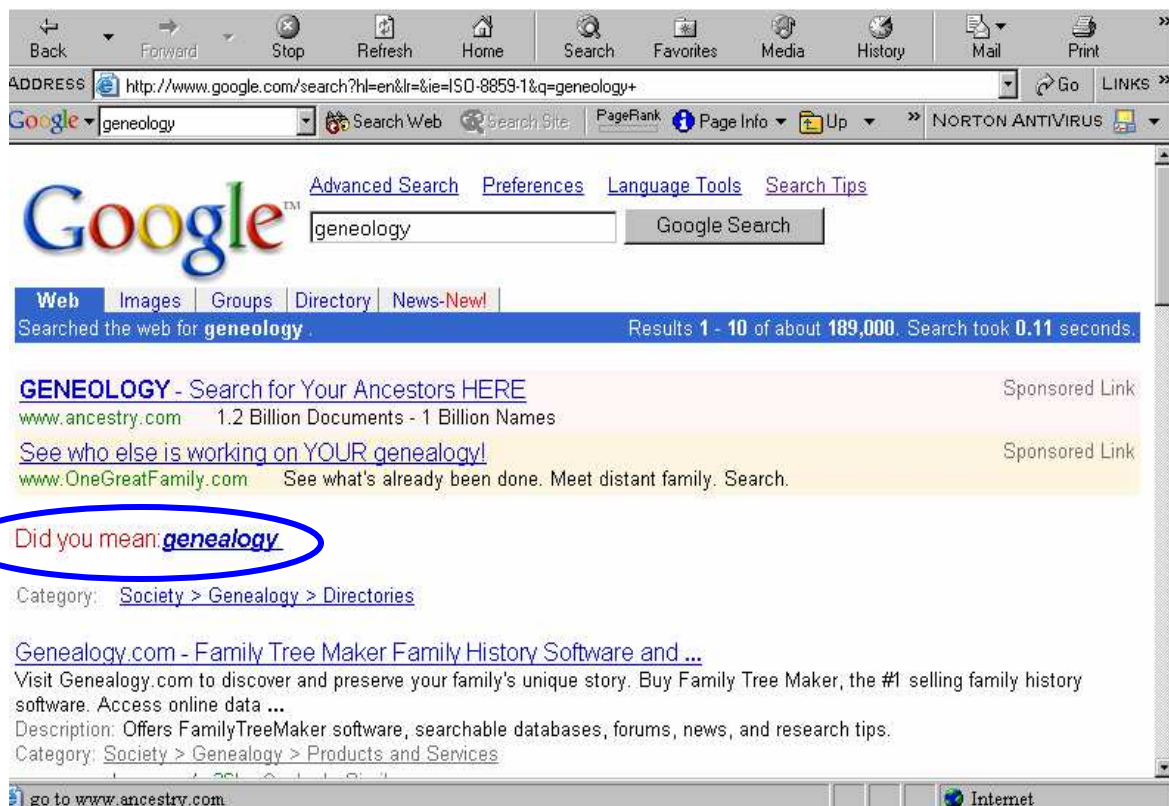 Back Forward Stop Refresh Home Search Favorites Media History Mail Print »
ADDRESS http://www.google.com/search?hl=en&lr=&ie=ISO-8859-1&q=geneology+ Go LINKS »
Google geneology Search Web Search Site PageRank Page Info Up » NORTON ANTIVIRUS
Google™
Advanced Search Preferences Language Tools Search Tips
geneology Google Search
Web Images Groups Directory News-New!
Searched the web for geneology . Results 1 - 10 of about 189,000. Search took 0.11 seconds.
GENEOLOGY - Search for Your Ancestors HERE Sponsored Link
www.ancestry.com 1.2 Billion Documents - 1 Billion Names
See who else is working on YOUR genealogy! Sponsored Link
www.OneGreatFamily.com See what's already been done. Meet distant family. Search.
Did you mean: genealogy
Category: Society > Genealogy > Directories
Genealogy.com - Family Tree Maker Family History Software and ...
Visit Genealogy.com to discover and preserve your family's unique story. Buy Family Tree Maker, the #1 selling family history
software. Access online data ...
Description: Offers FamilyTreeMaker software, searchable databases, forums, news, and research tips.
Category: Society > Genealogy > Products and Services
go to www.ancestry.com Internet